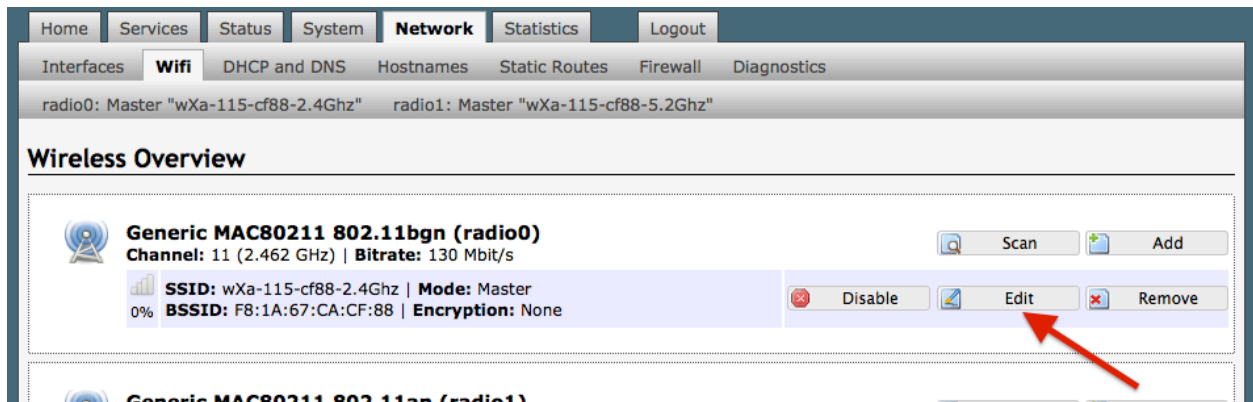 Home Services Status System Network Statistics Logout
Interfaces Wifi DHCP and DNS Hostnames Static Routes Firewall Diagnostics
radio0: Master "wXa-115-cf88-2.4Ghz" radio1: Master "wXa-115-cf88-5.2Ghz"
Wireless Overview
Generic MAC80211 802.11bgn (radio0)
Channel: 11 (2.462 GHz) | Bitrate: 130 Mbit/s
Scan Add
SSID: wXa-115-cf88-2.4Ghz | Mode: Master
0% BSSID: F8:1A:67:CA:CF:88 | Encryption: None
Disable Edit Remove
Generic MAC80211 802.11an (radio1)